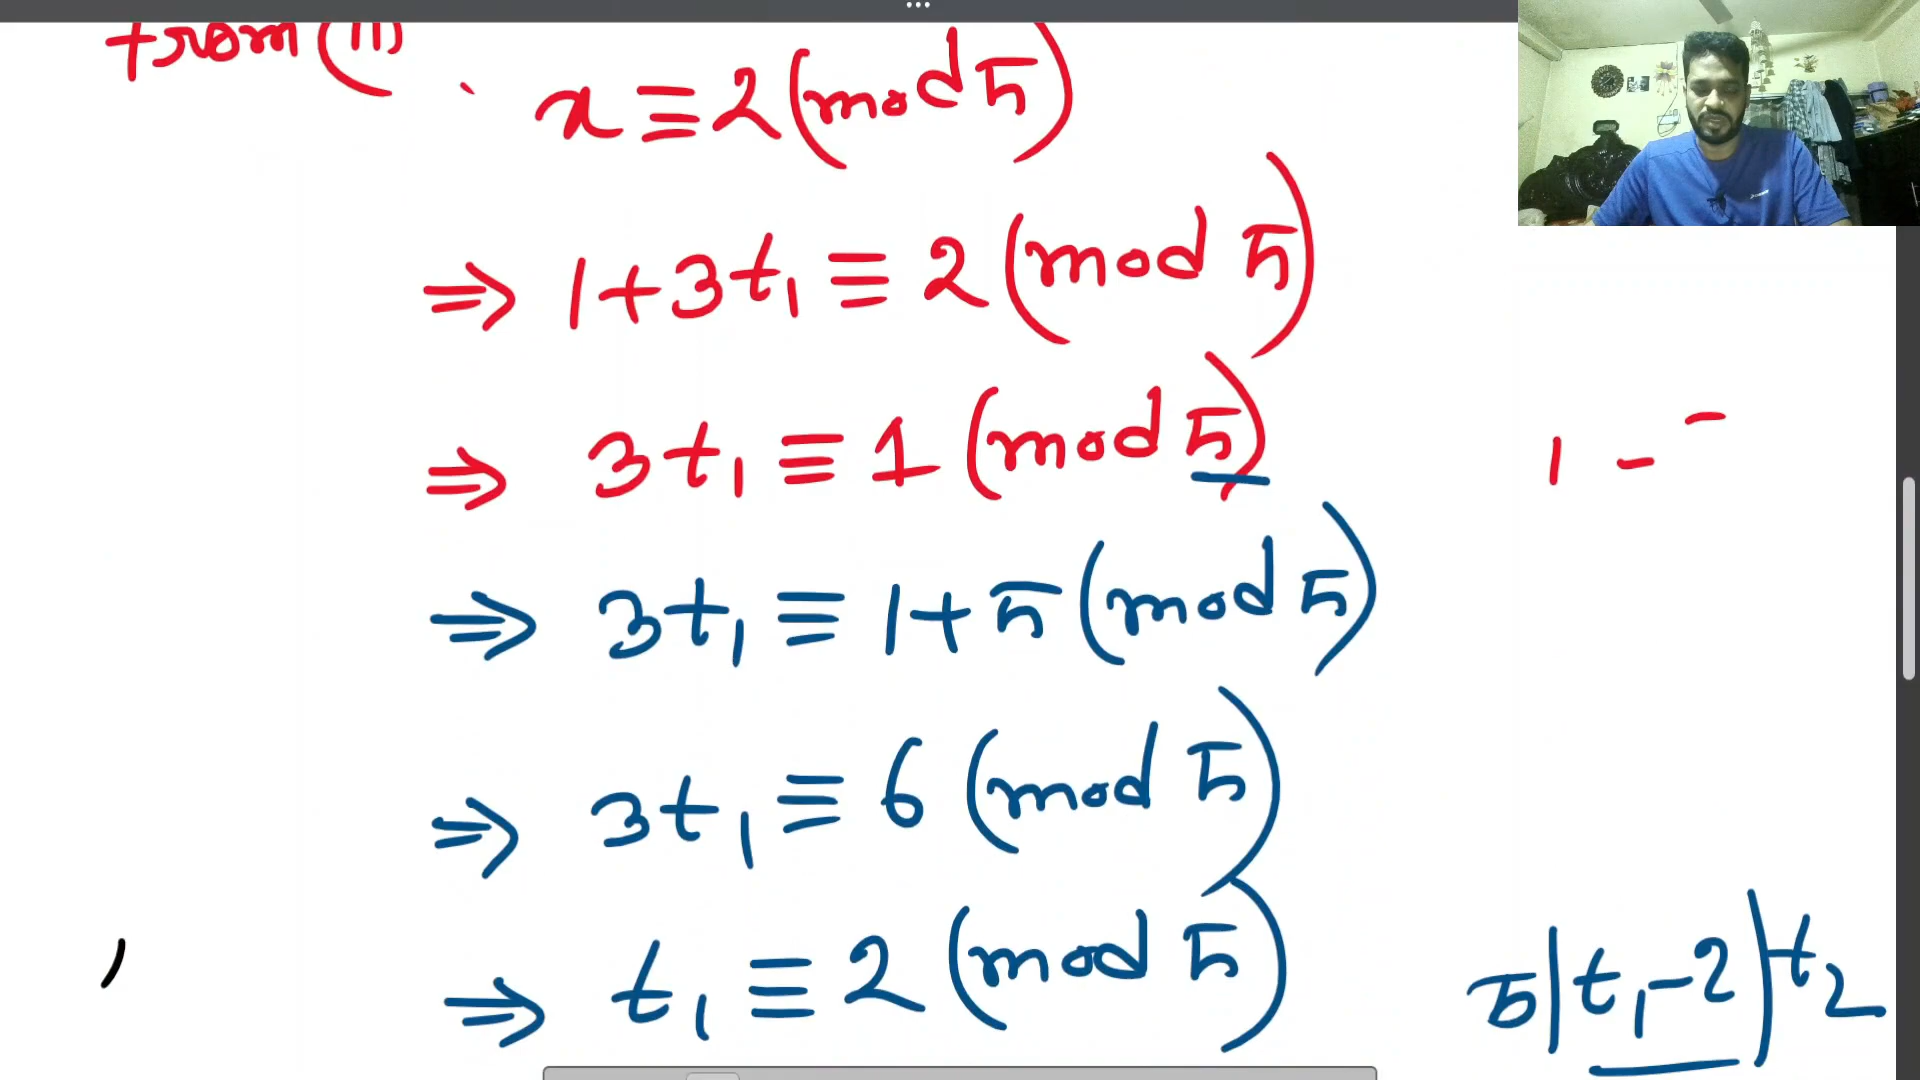 from (ii)
x ≡ 2 (mod 5)
⇒ 1+3t₁ ≡ 2 (mod 5)
⇒ 3t₁ ≡ 1 (mod 5)
⇒ 3t₁ ≡ 1+5 (mod 5)
⇒ 3t₁ ≡ 6 (mod 5)
⇒ t₁ ≡ 2 (mod 5)
5|t₁-2|t₂